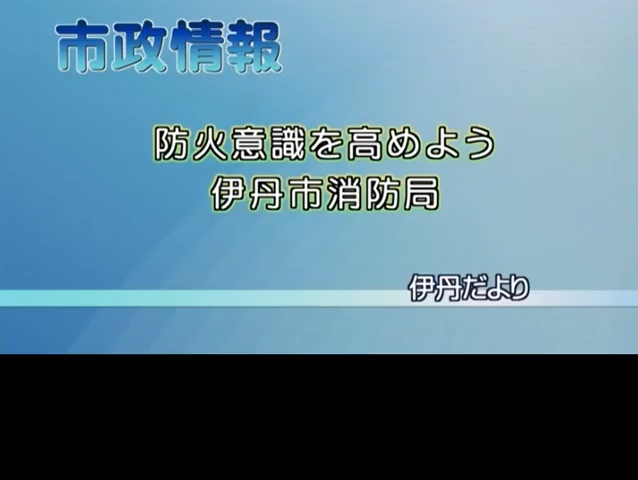 市政情報
防火意識を高めよう
伊丹市消防局
伊丹だより